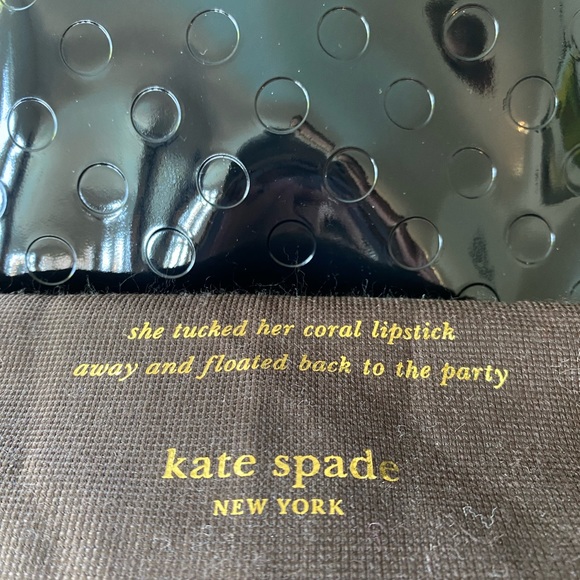 she tucked her coral lipstick
away and floated back to the party
kate spade
NEW YORK